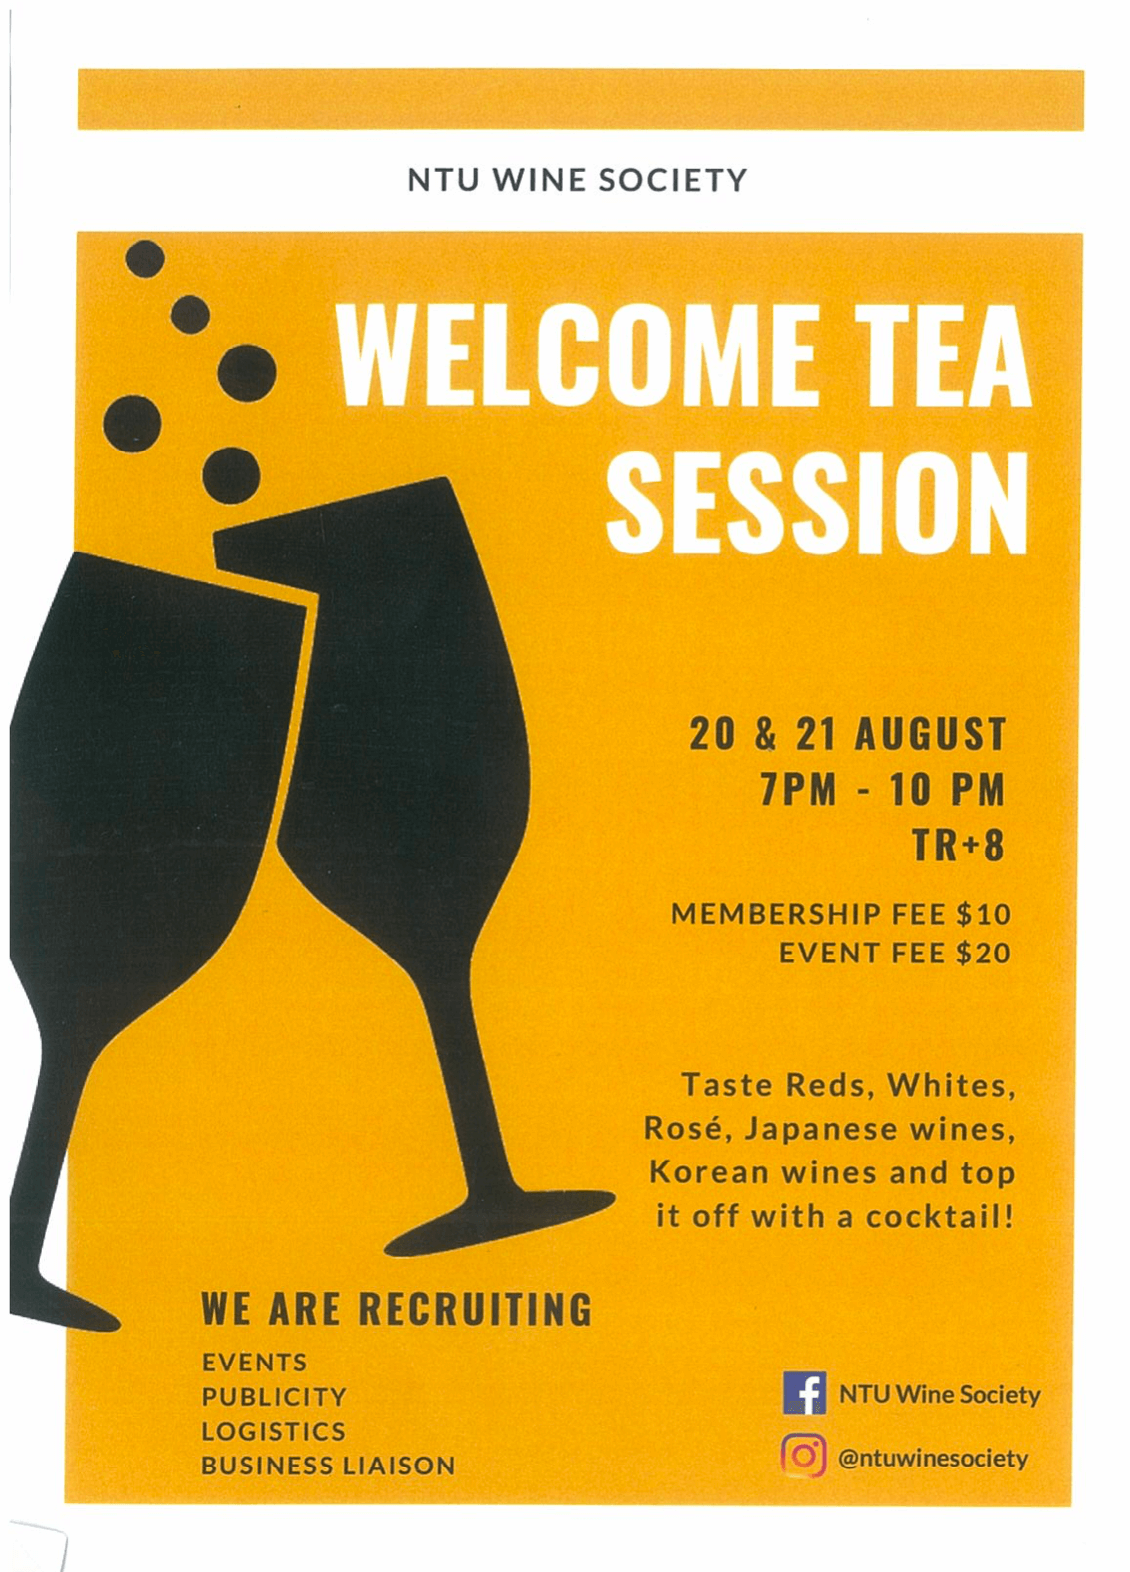 NTU WINE SOCIETY
WELCOME TEA
SESSION
20 & 21 AUGUST
7PM - 10 PM
TR+8
MEMBERSHIP FEE $10
EVENT FEE $20
Taste Reds, Whites,
Rosé, Japanese wines,
Korean wines and top
it off with a cocktail!
WE ARE RECRUITING
EVENTS
PUBLICITY
LOGISTICS
BUSINESS LIAISON
NTU Wine Society
@ntuwinesociety